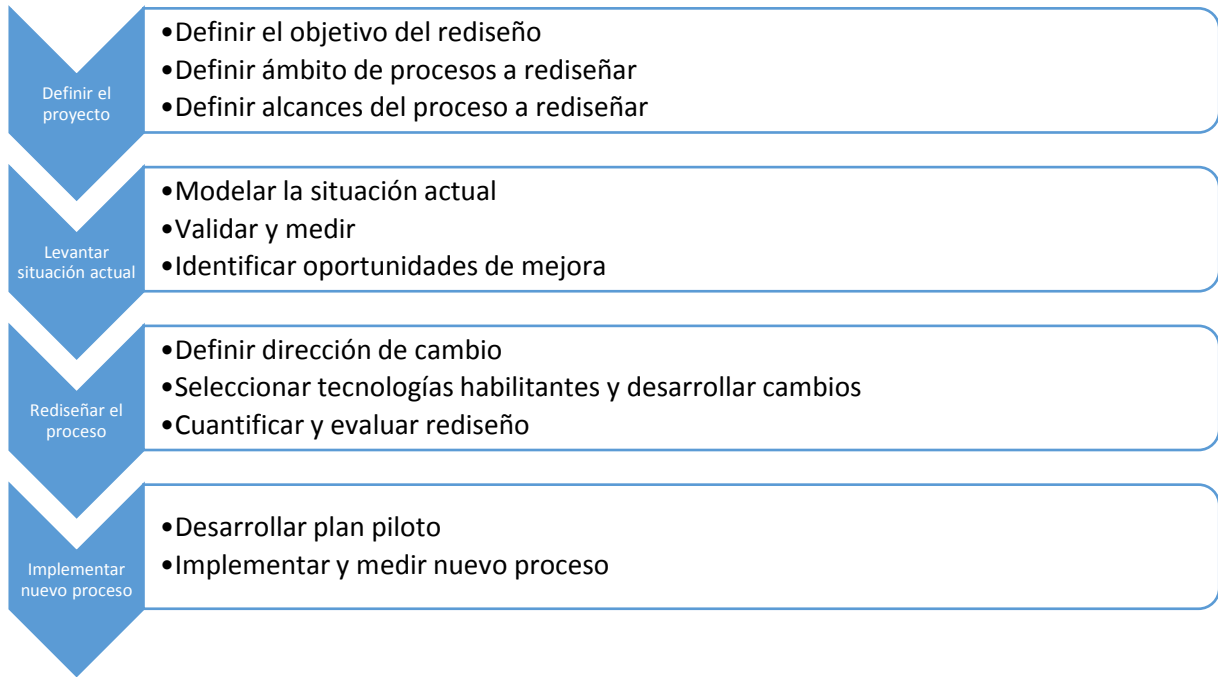 Definir el
proyecto
•Definir el objetivo del rediseño
•Definir ámbito de procesos a rediseñar
•Definir alcances del proceso a rediseñar
Levantar
situación actual
•Modelar la situación actual
•Validar y medir
•Identificar oportunidades de mejora
Rediseñar el
proceso
•Definir dirección de cambio
•Seleccionar tecnologías habilitantes y desarrollar cambios
•Cuantificar y evaluar rediseño
Implementar
nuevo proceso
•Desarrollar plan piloto
•Implementar y medir nuevo proceso